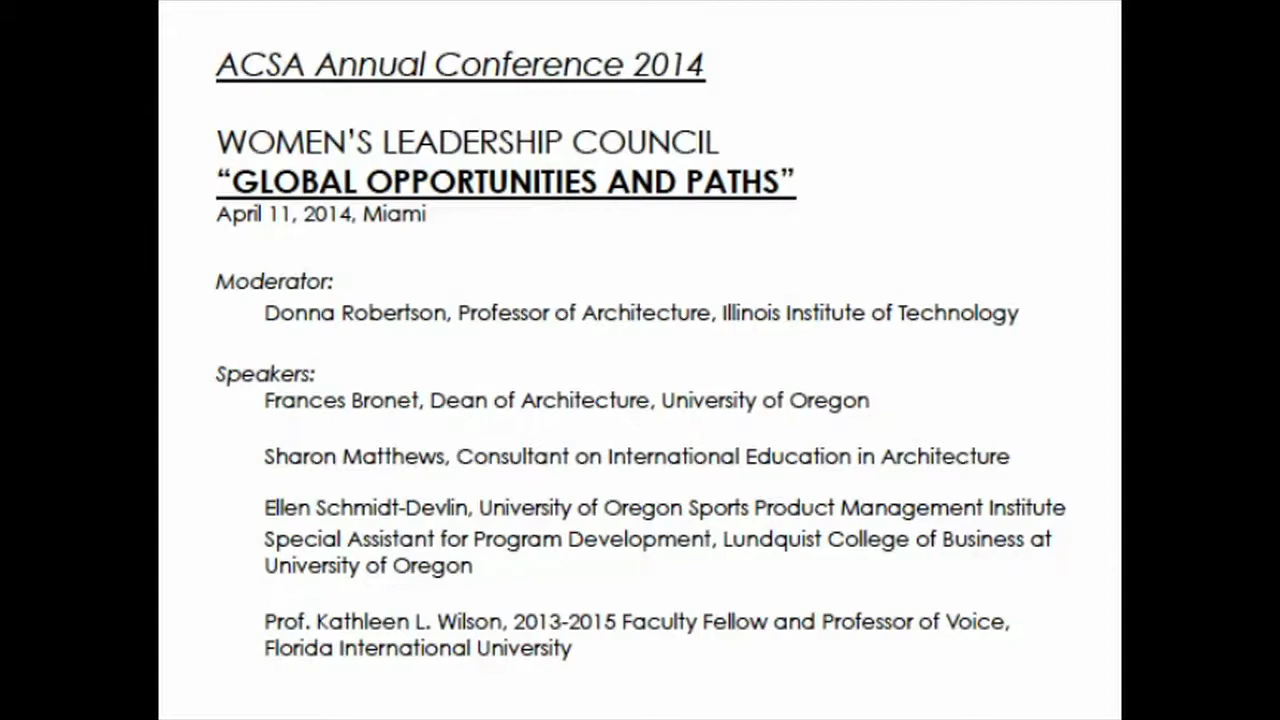 ACSA Annual Conference 2014
WOMEN'S LEADERSHIP COUNCIL
“GLOBAL OPPORTUNITIES AND PATHS”
April 11, 2014, Miami
Moderator:
Donna Robertson, Professor of Architecture, Illinois Institute of Technology
Speakers:
Frances Bronet, Dean of Architecture, University of Oregon
Sharon Matthews, Consultant on International Education in Architecture
Ellen Schmidt-Devlin, University of Oregon Sports Product Management Institute
Special Assistant for Program Development, Lundquist College of Business at
University of Oregon
Prof. Kathleen L. Wilson, 2013-2015 Faculty Fellow and Professor of Voice,
Florida International University